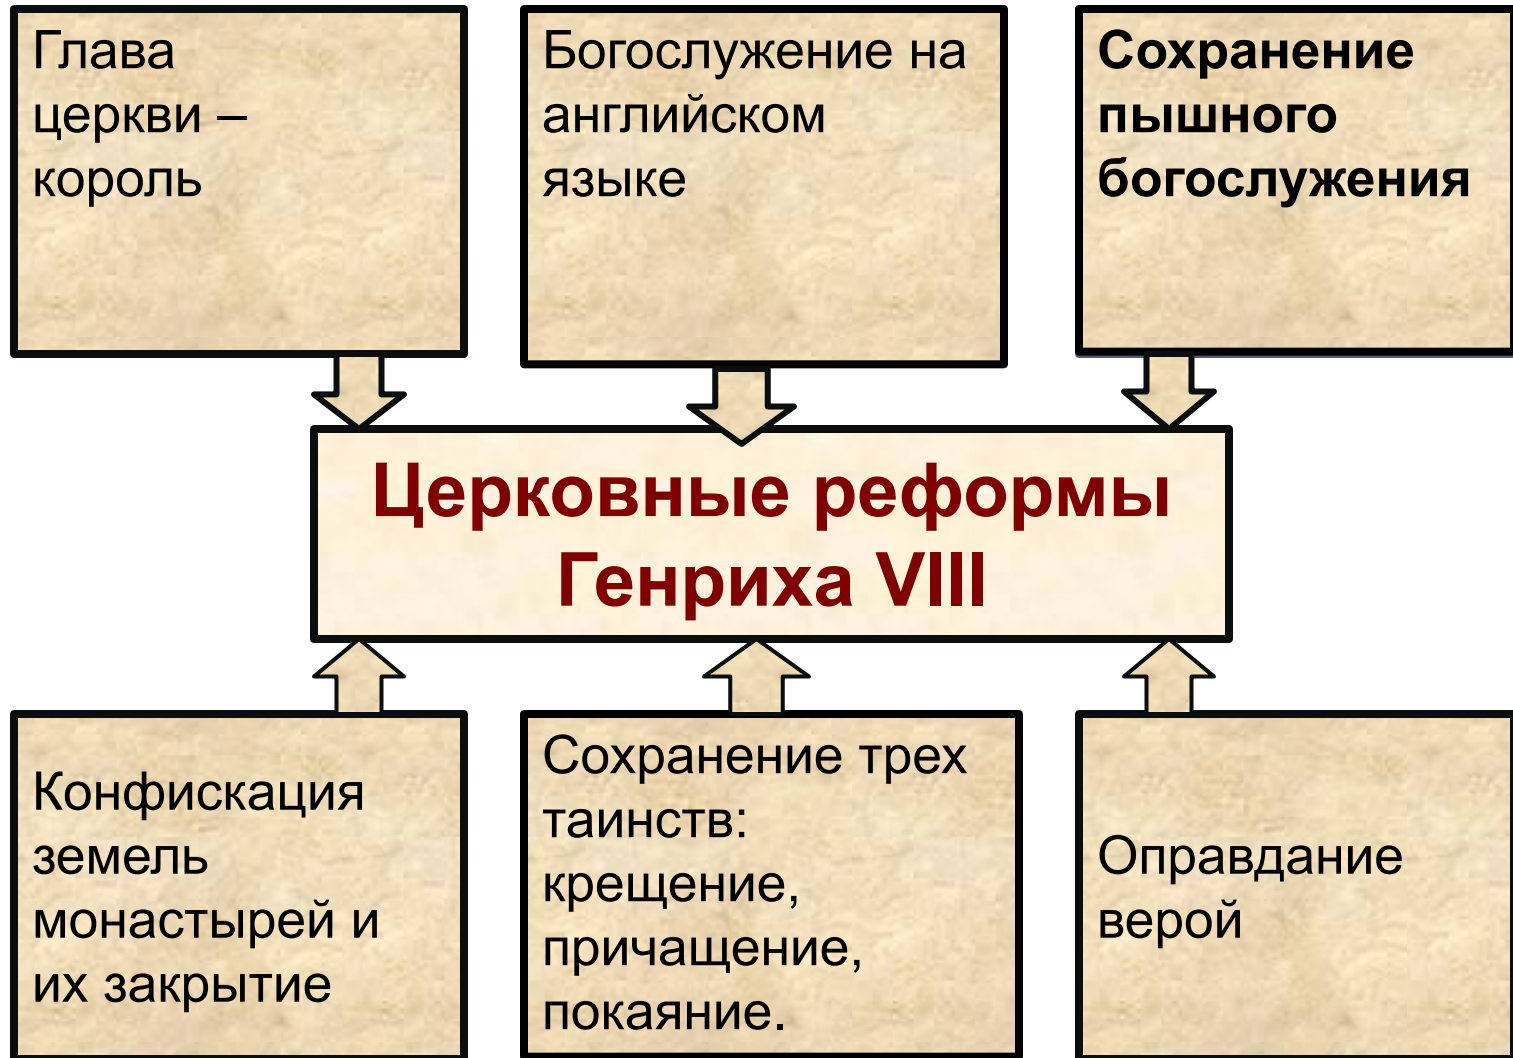 Глава
церкви –
король
Богослужение на
английском
языке
Сохранение
пышного
богослужения
Церковные реформы
Генриха VIII
Конфискация
земель
монастырей и
их закрытие
Сохранение трех
таинств:
крещение,
причащение,
покаяние.
Оправдание
верой